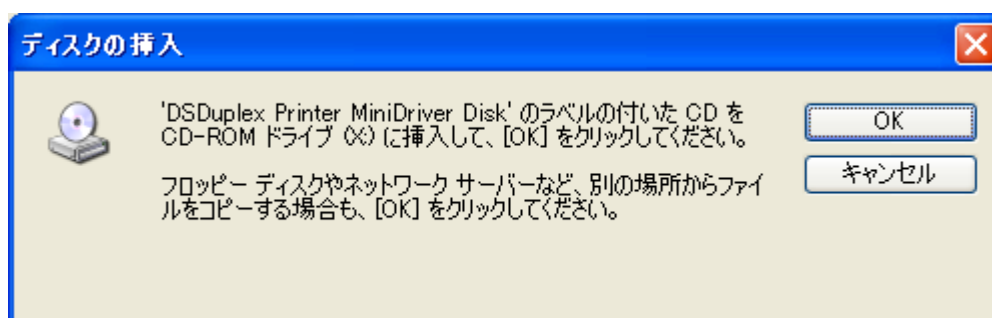 ディスクの挿入
'DSDuplex Printer MiniDriver Disk' のラベルの付いた CD を
CD-ROM ドライブ (X:) に挿入して、[OK] をクリックしてください。
フロッピー ディスクやネットワーク サーバーなど、別の場所からファイ
ルをコピーする場合も、[OK] をクリックしてください。
OK
キャンセル